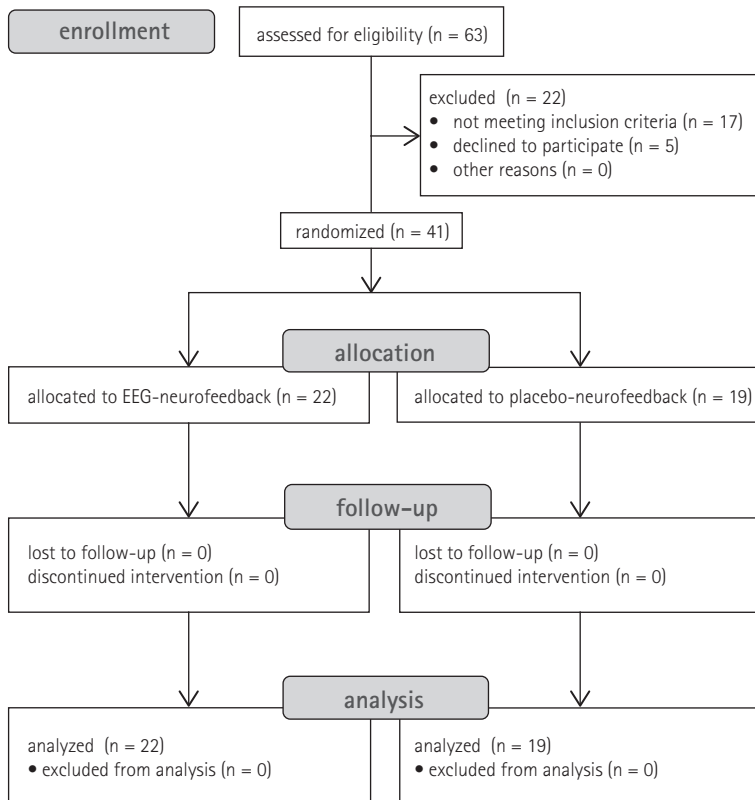 enrollment
assessed for eligibility (n = 63)
excluded (n = 22)
• not meeting inclusion criteria (n = 17)
• declined to participate (n = 5)
• other reasons (n = 0)
randomized (n = 41)
allocation
allocated to EEG-neurofeedback (n = 22)
allocated to placebo-neurofeedback (n = 19)
follow-up
lost to follow-up (n = 0)
discontinued intervention (n = 0)
lost to follow-up (n = 0)
discontinued intervention (n = 0)
analysis
analyzed (n = 22)
• excluded from analysis (n = 0)
analyzed (n = 19)
• excluded from analysis (n = 0)